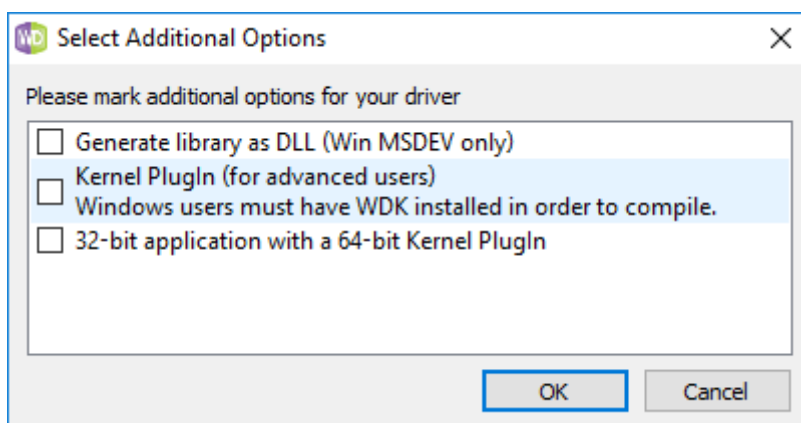 WD Select Additional Options
Please mark additional options for your driver
Generate library as DLL (Win MSDEV only)
Kernel PlugIn (for advanced users)
Windows users must have WDK installed in order to compile.
32-bit application with a 64-bit Kernel PlugIn
OK Cancel